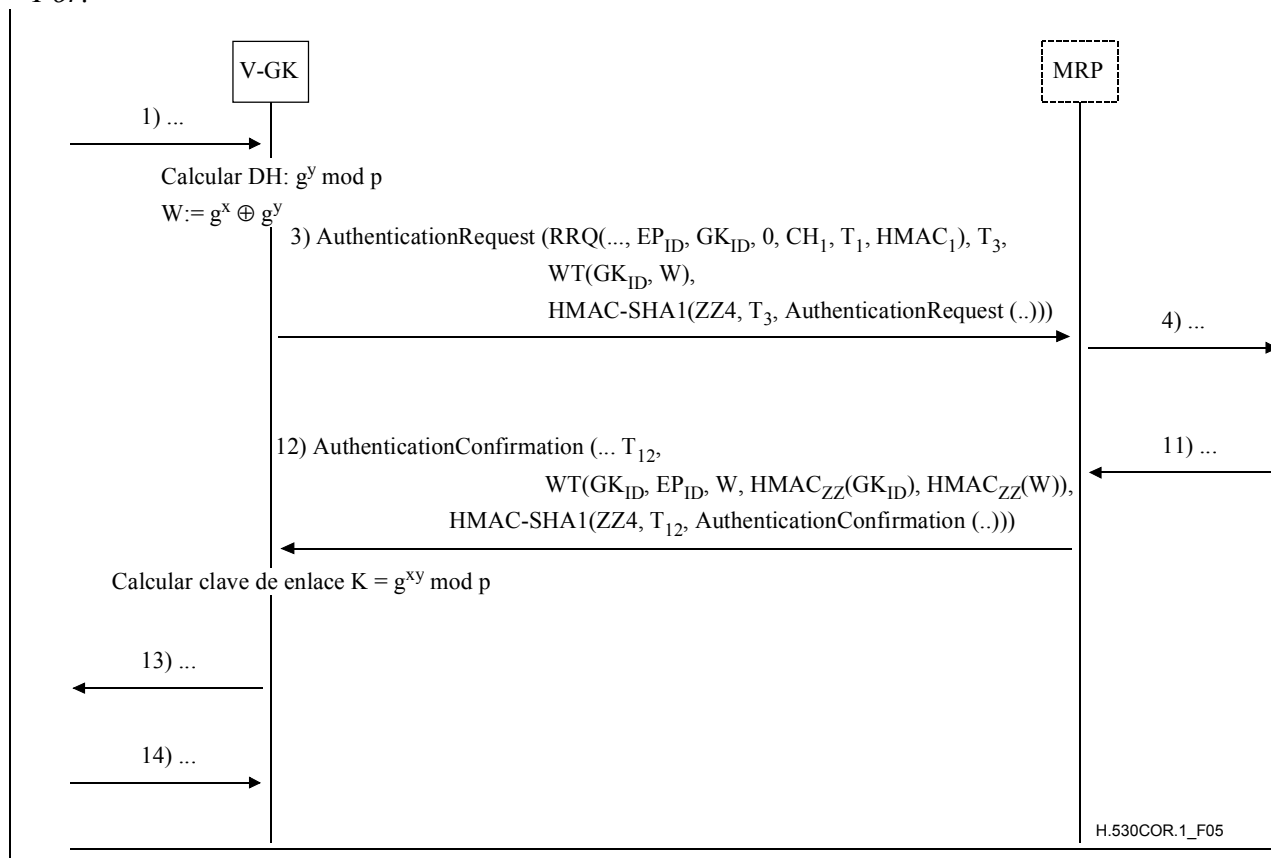 V-GK
MRP
1) ...
Calcular DH: g^y mod p
W:= g^x ⊕ g^y
3) AuthenticationRequest (RRQ(..., EP_ID, GK_ID, 0, CH_1, T_1, HMAC_1), T_3,
WT(GK_ID, W),
HMAC-SHA1(ZZ4, T_3, AuthenticationRequest (..)))
4) ...
12) AuthenticationConfirmation (... T_12,
11) ...
WT(GK_ID, EP_ID, W, HMAC_ZZ(GK_ID), HMAC_ZZ(W)),
HMAC-SHA1(ZZ4, T_12, AuthenticationConfirmation (..)))
Calcular clave de enlace K = g^xy mod p
13) ...
14) ...
H.530COR.1_F05